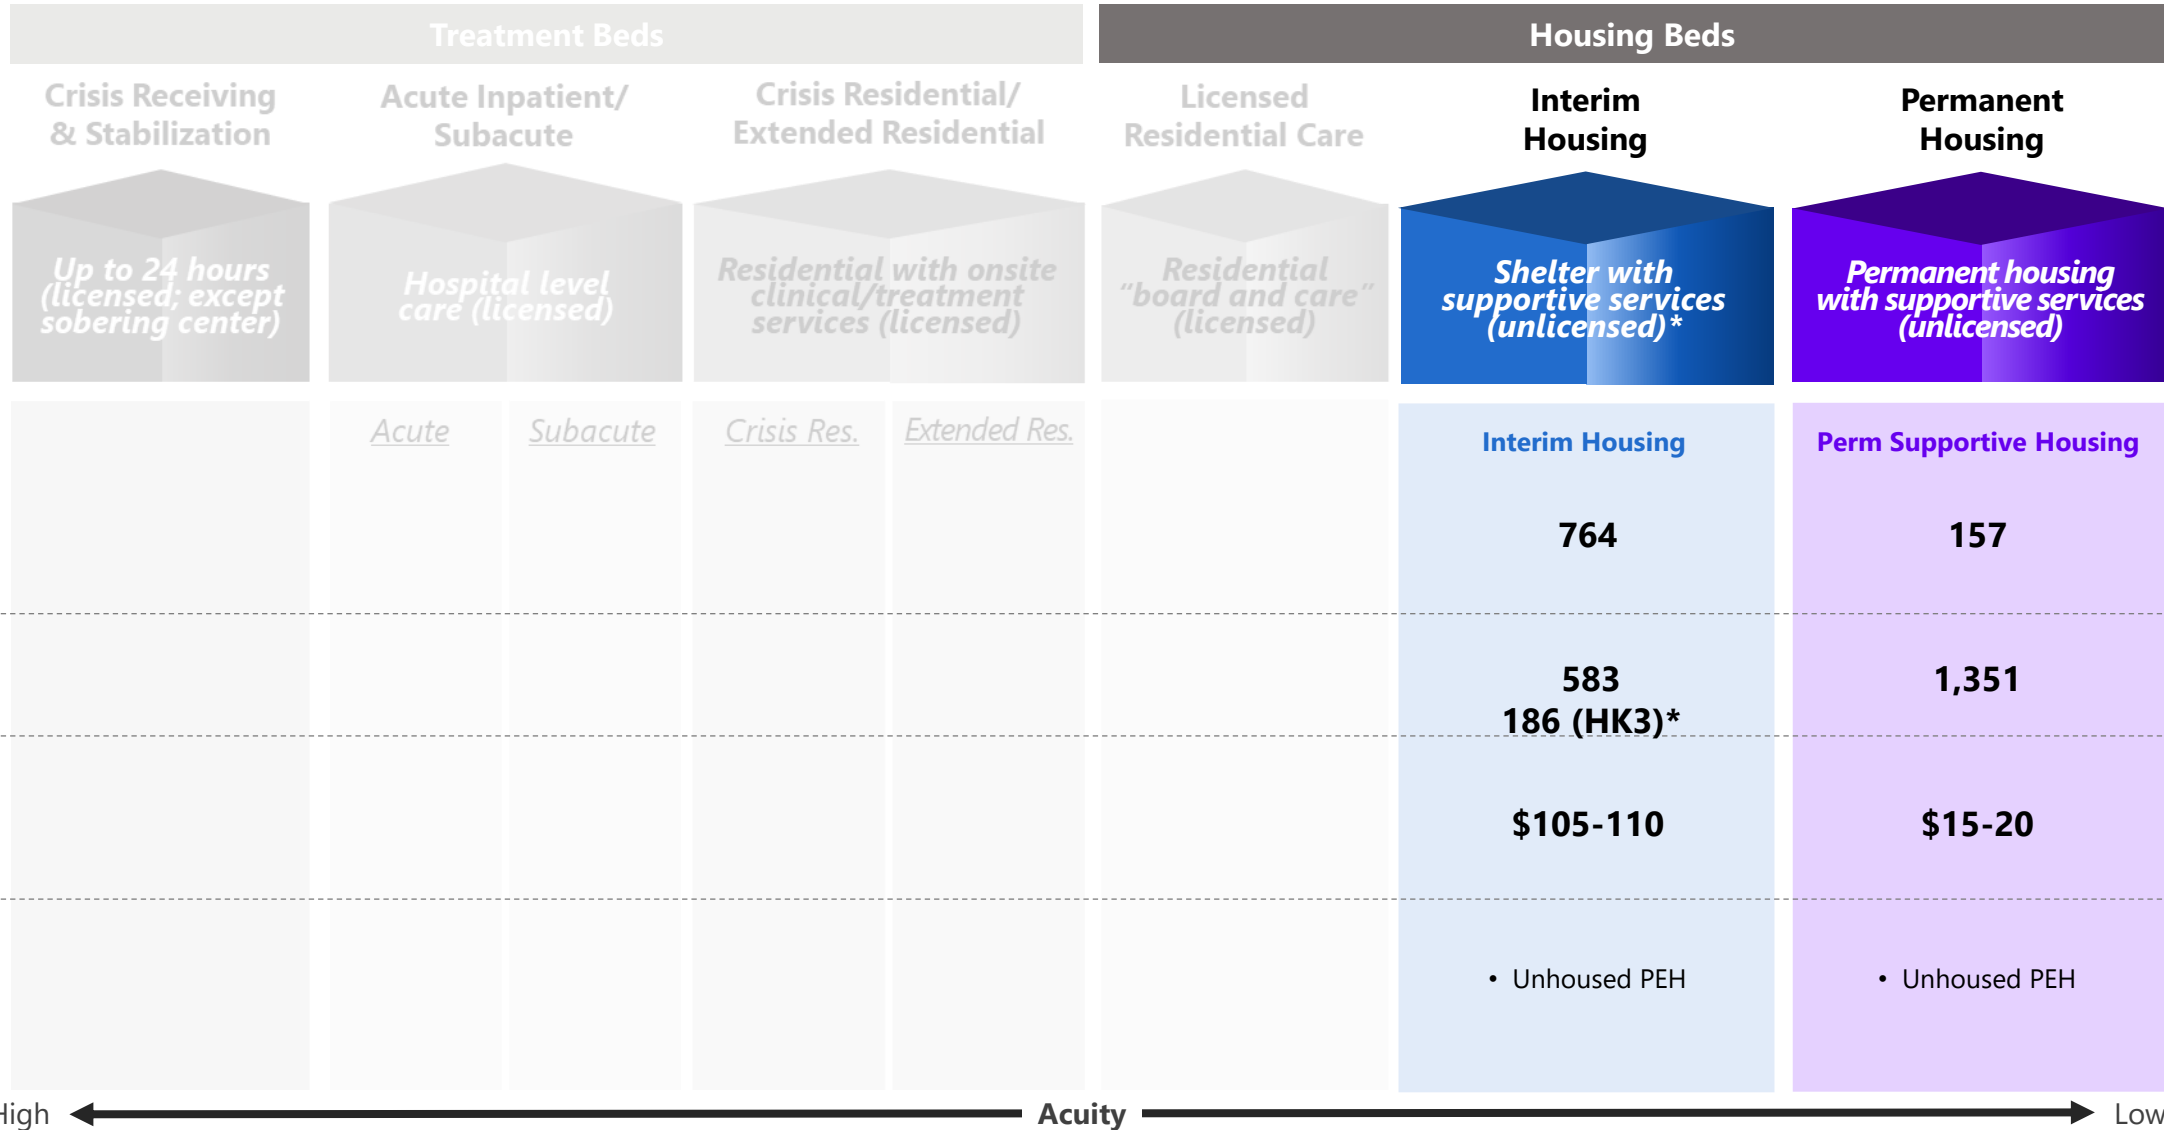 Treatment Beds
Housing Beds
Crisis Receiving
& Stabilization
Acute Inpatient/
Subacute
Crisis Residential/
Extended Residential
Licensed
Residential Care
Interim
Housing
Permanent
Housing
Up to 24 hours
(licensed; except
sobering center)
Hospital level
care (licensed)
Residential with onsite
clinical/treatment
services (licensed)
Residential
“board and care”
(licensed)
Shelter with
supportive services
(unlicensed)*
Permanent housing
with supportive services
(unlicensed)
Acute
Subacute
Crisis Res.
Extended Res.
Interim Housing
Perm Supportive Housing
764
157
583
186 (HK3)*
1,351
$105-110
$15-20
• Unhoused PEH
• Unhoused PEH
High
Acuity
Low